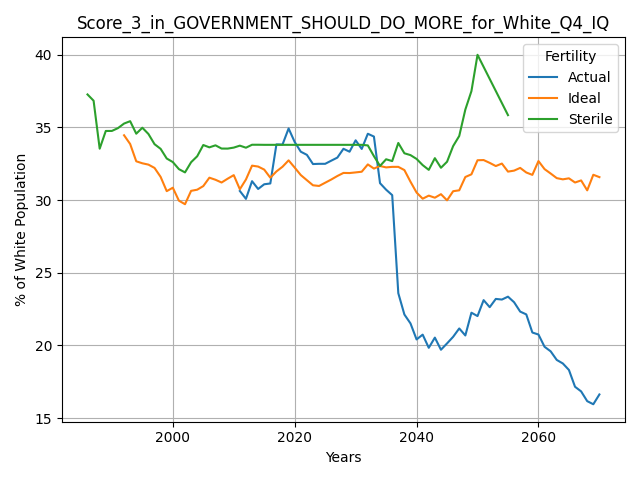 Score_3_in_GOVERNMENT_SHOULD_DO_MORE_for_White_Q4_IQ
Fertility
Actual
Ideal
Sterile
% of White Population
40
35
30
25
20
15
2000
2020
2040
2060
Years